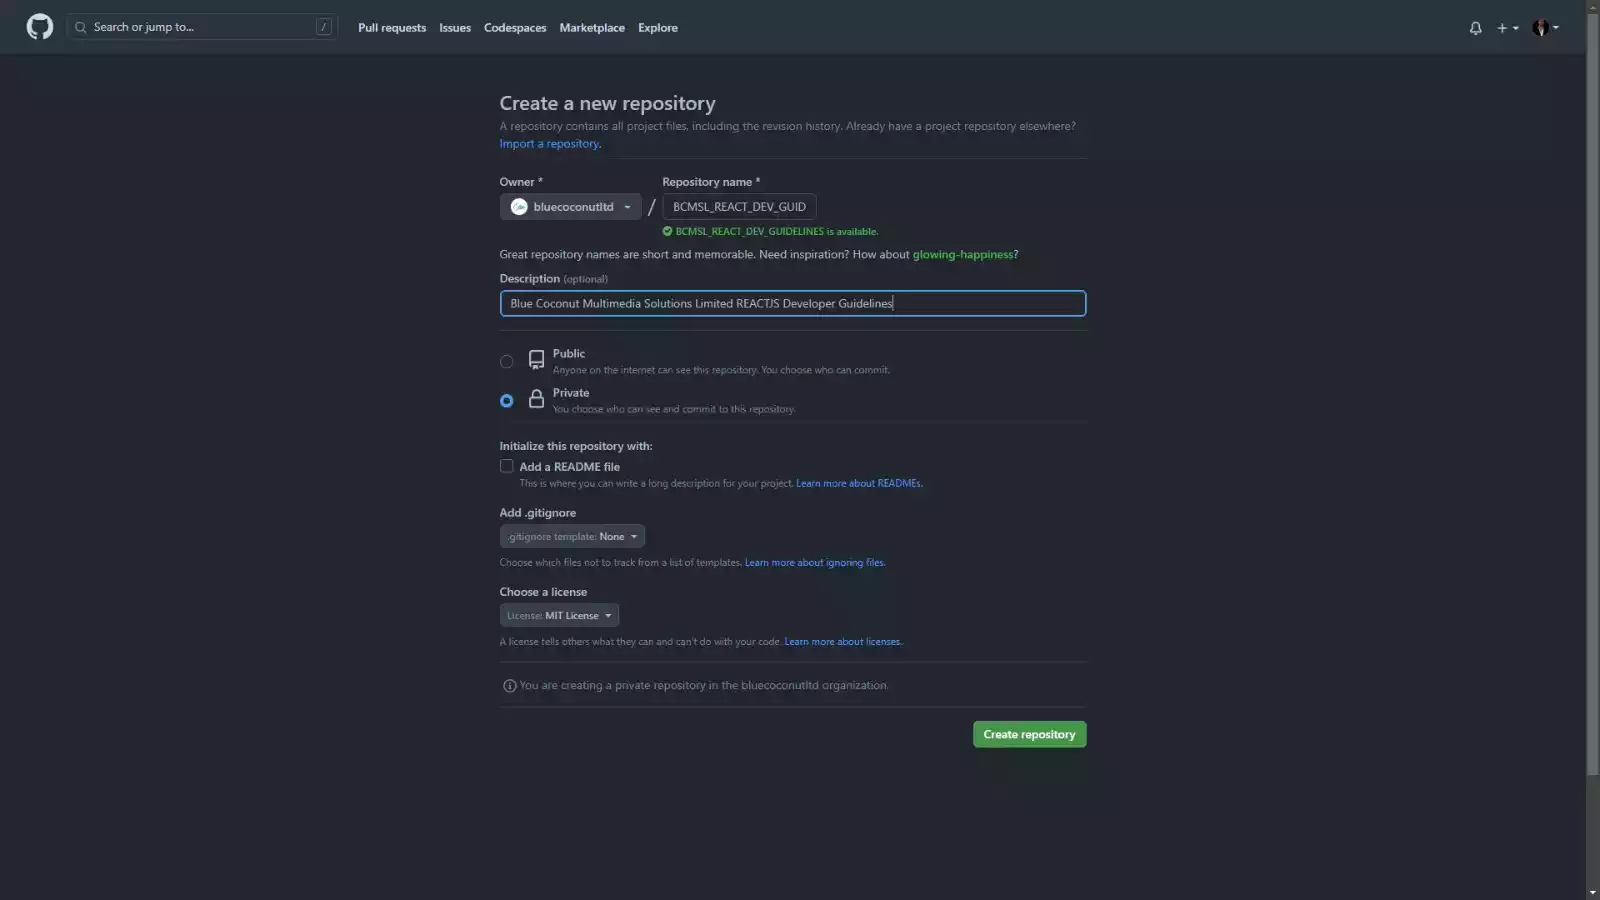 Search or jump to... / Pull requests Issues Codespaces Marketplace Explore
Create a new repository
A repository contains all project files, including the revision history. Already have a project repository elsewhere?
Import a repository.
Owner * Repository name *
bluecoconutltd / BCMSL_REACT_DEV_GUID
BCMSL_REACT_DEV_GUIDELINES is available.
Great repository names are short and memorable. Need inspiration? How about glowing-happiness?
Description (optional)
Blue Coconut Multimedia Solutions Limited REACTJS Developer Guidelines
Public
Anyone on the internet can see this repository. You choose who can commit.
Private
You choose who can see and commit to this repository.
Initialize this repository with:
Add a README file
This is where you can write a long description for your project. Learn more about READMEs.
Add .gitignore
.gitignore template: None
Choose which files not to track from a list of templates. Learn more about ignoring files.
Choose a license
License: MIT License
A license tells others what they can and can't do with your code. Learn more about licenses.
You are creating a private repository in the bluecoconutltd organization.
Create repository